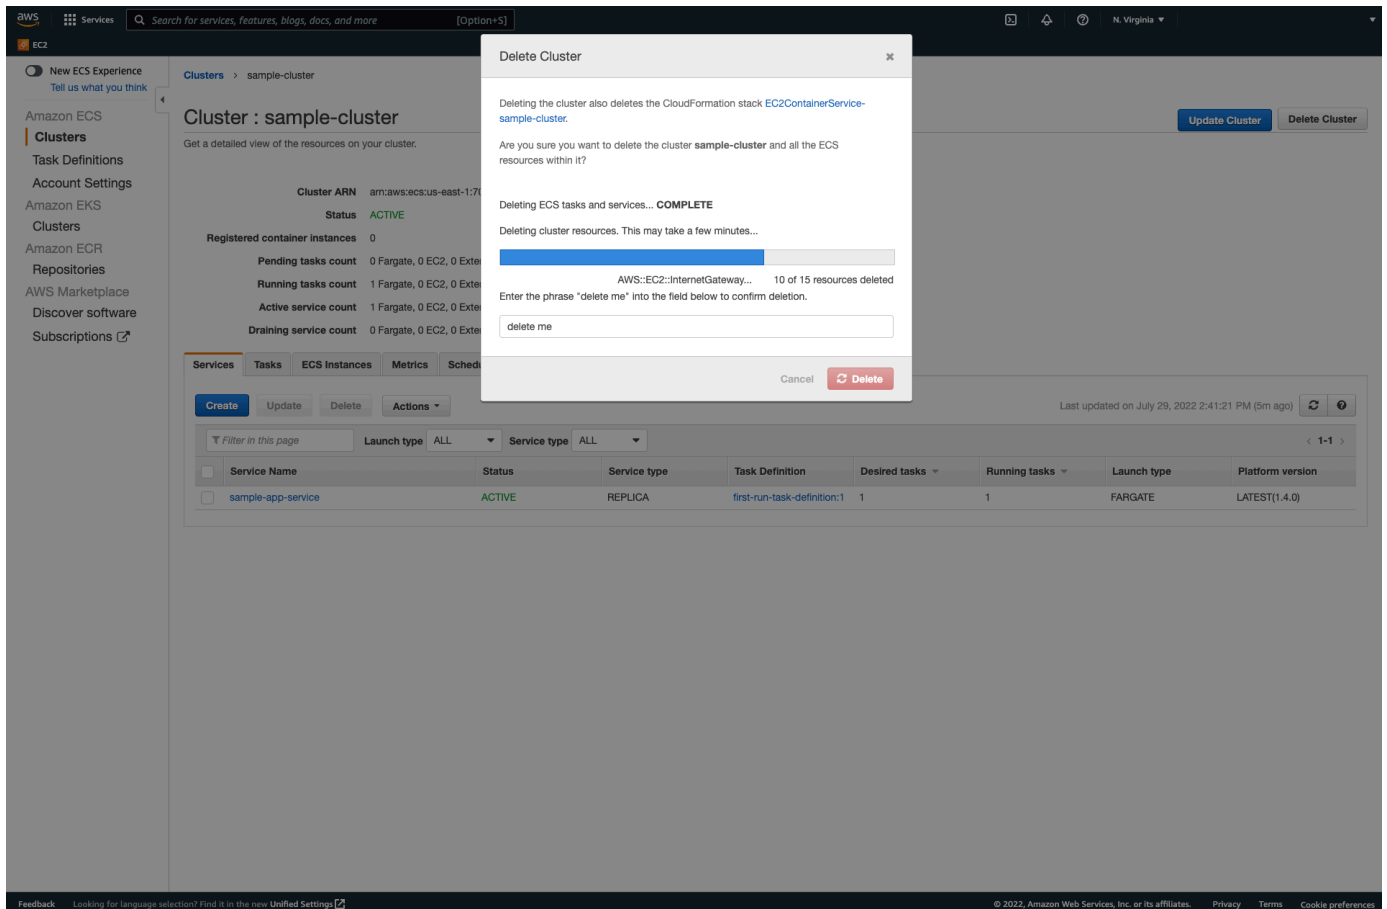 aws
Services
Search for services, features, blogs, docs, and more
[Option+S]
N. Virginia
EC2
New ECS Experience
Tell us what you think
Amazon ECS
Clusters
Task Definitions
Account Settings
Amazon EKS
Clusters
Amazon ECR
Repositories
AWS Marketplace
Discover software
Subscriptions
Clusters > sample-cluster
Cluster : sample-cluster
Get a detailed view of the resources on your cluster.
Update Cluster
Delete Cluster
Cluster ARN arn:aws:ecs:us-east-1:70
Status ACTIVE
Registered container instances 0
Pending tasks count 0 Fargate, 0 EC2, 0 Exter
Running tasks count 1 Fargate, 0 EC2, 0 Exter
Active service count 1 Fargate, 0 EC2, 0 Exter
Draining service count 0 Fargate, 0 EC2, 0 Exter
Delete Cluster
Deleting the cluster also deletes the CloudFormation stack EC2ContainerService-
sample-cluster.
Are you sure you want to delete the cluster sample-cluster and all the ECS
resources within it?
Deleting ECS tasks and services... COMPLETE
Deleting cluster resources. This may take a few minutes...
AWS::EC2::InternetGateway... 10 of 15 resources deleted
Enter the phrase "delete me" into the field below to confirm deletion.
delete me
Cancel
Delete
Services Tasks ECS Instances Metrics Schedu
Create Update Delete Actions
Last updated on July 29, 2022 2:41:21 PM (5m ago)
Filter in this page
Launch type ALL
Service type ALL
< 1-1 >
Service Name Status Service type Task Definition Desired tasks Running tasks Launch type Platform version
sample-app-service ACTIVE REPLICA first-run-task-definition:1 1 1 FARGATE LATEST(1.4.0)
Feedback Looking for language selection? Find it in the new Unified Settings
© 2022, Amazon Web Services, Inc. or its affiliates. Privacy Terms Cookie preferences